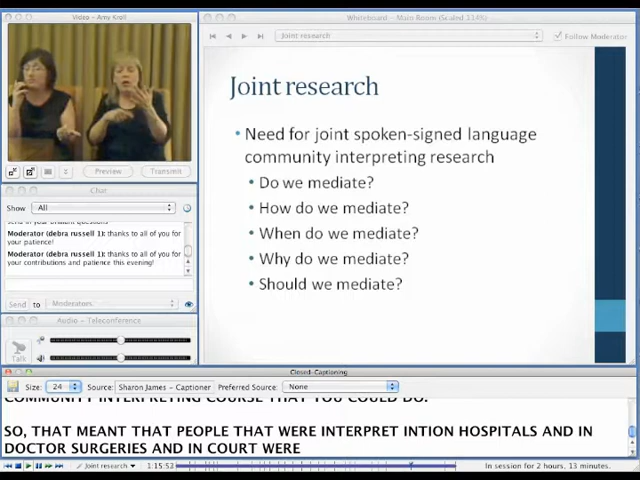 Video - Amy Kroll
Preview
Transmit
Chat
Show
All
Moderator (debra russell 1): thanks to all of you for
your patience!
Moderator (debra russell 1): thanks to all of you for
your contributions and patience this evening!
Send
to
Moderators
Audio - Teleconference
Talk
Whiteboard - Main Room (Scaled 114%)
Joint research
Follow Moderator
Joint research
• Need for joint spoken-signed language
community interpreting research
• Do we mediate?
• How do we mediate?
• When do we mediate?
• Why do we mediate?
• Should we mediate?
Closed-Captioning
Size: 24
Source: Sharon James - Captioner
Preferred Source: None
COMMUNITY INTERPRETING COURSE THAT YOU COULD DO.
SO, THAT MEANT THAT PEOPLE THAT WERE INTERPRET INTION HOSPITALS AND IN
DOCTOR SURGERIES AND IN COURT WERE
Joint research
In session for 2 hours, 13 minutes.